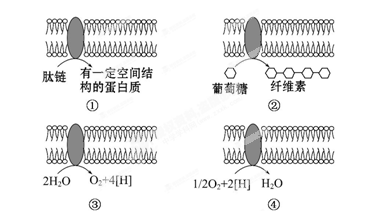 肽链 有一定空间结
构的蛋白质
①
葡萄糖 纤维素
②
2H₂O O₂+4[H]
③
1/2O₂+2[H] H₂O
④